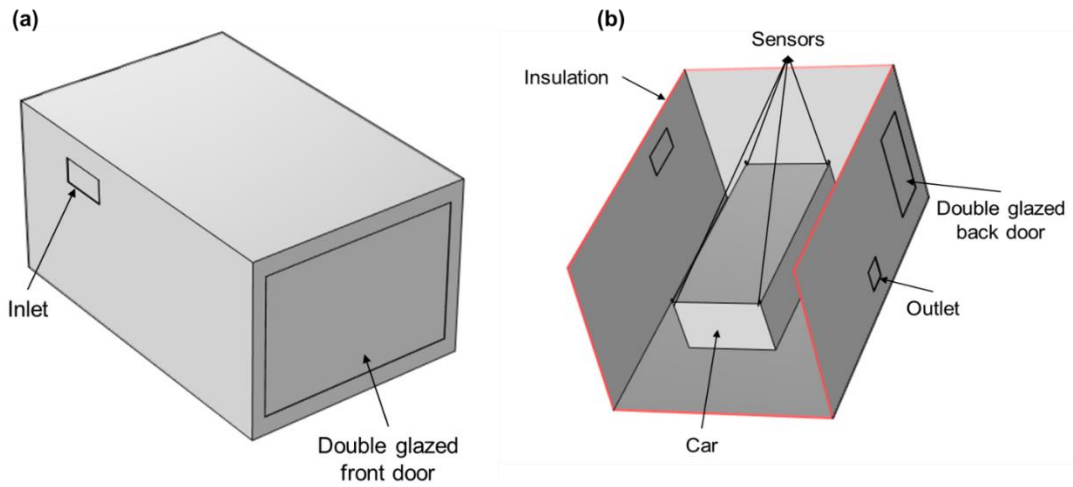 (a)
Inlet
Double glazed
front door
(b)
Sensors
Insulation
Double glazed
back door
Outlet
Car